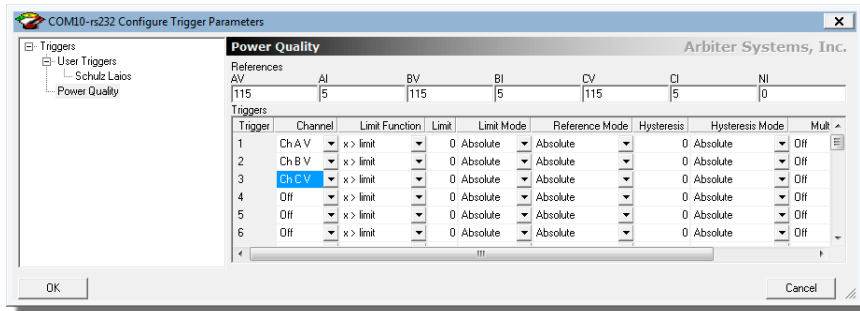 COM10-rs232 Configure Trigger Parameters
Triggers
User Triggers
Schulz Laios
Power Quality
Power Quality Arbiter Systems, Inc.
References
AV AI BV BI CV CI NI
115 5 115 5 115 5 0
Triggers
Trigger Channel Limit Function Limit Limit Mode Reference Mode Hysteresis Hysteresis Mode Mult
1 Ch A V x > limit 0 Absolute Absolute 0 Absolute Off
2 Ch B V x > limit 0 Absolute Absolute 0 Absolute Off
3 Ch C V x > limit 0 Absolute Absolute 0 Absolute Off
4 Off x > limit 0 Absolute Absolute 0 Absolute Off
5 Off x > limit 0 Absolute Absolute 0 Absolute Off
6 Off x > limit 0 Absolute Absolute 0 Absolute Off
OK Cancel